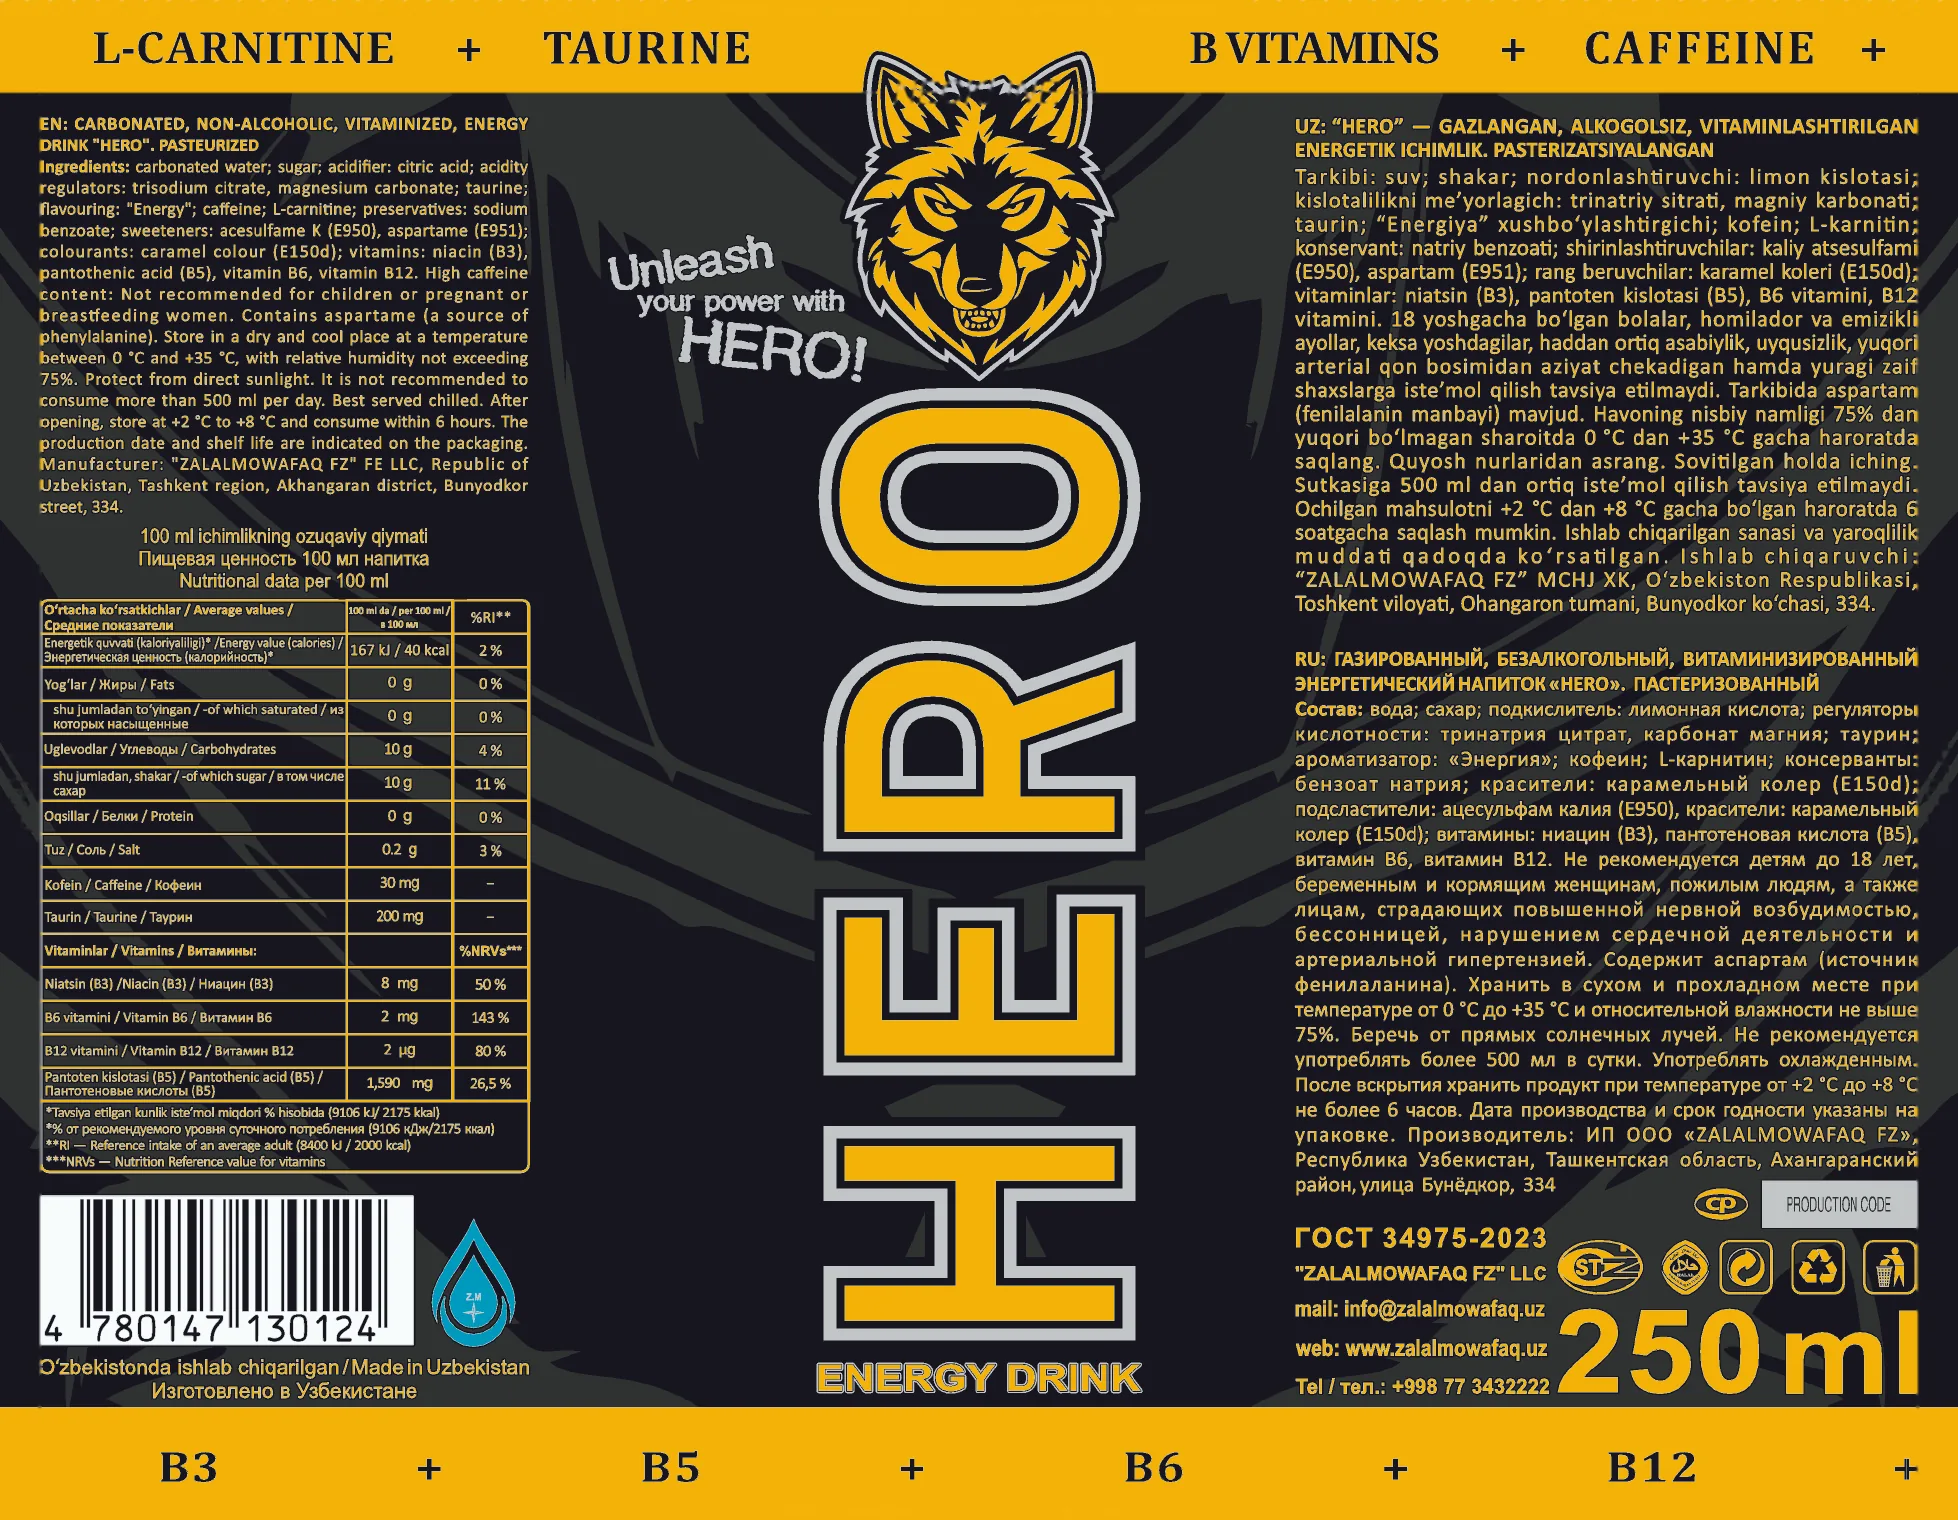 L-CARNITINE + TAURINE B VITAMINS + CAFFEINE +
EN: CARBONATED, NON-ALCOHOLIC, VITAMINIZED, ENERGY
DRINK "HERO". PASTEURIZED
Ingredients: carbonated water; sugar; acidifier: citric acid; acidity
regulators: trisodium citrate, magnesium carbonate; taurine;
flavouring: "Energy"; caffeine; L-carnitine; preservatives: sodium
benzoate; sweeteners: acesulfame K (E950), aspartame (E951);
colourants: caramel colour (E150d); vitamins: niacin (B3),
pantothenic acid (B5), vitamin B6, vitamin B12. High caffeine
content: Not recommended for children or pregnant or
breastfeeding women. Contains aspartame (a source of
phenylalanine). Store in a dry and cool place at a temperature
between 0 °C and +35 °C, with relative humidity not exceeding
75%. Protect from direct sunlight. It is not recommended to
consume more than 500 ml per day. Best served chilled. After
opening, store at +2 °C to +8 °C and consume within 6 hours. The
production date and shelf life are indicated on the packaging.
Manufacturer: "ZALALMOWAFAQ FZ" FE LLC, Republic of
Uzbekistan, Tashkent region, Akhangaran district, Bunyodkor
street, 334.
100 ml ichimlikning ozuqaviy qiymati
Пищевая ценность 100 мл напитка
Nutritional data per 100 ml
O‘rtacha ko‘rsatkichlar / Average values /
Средние показатели
100 ml da / per 100 ml /
в 100 мл
%RI**
Energetik quvvati (kaloriyaliligi)* /Energy value (calories) /
Энергетическая ценность (калорийность)*
167 kJ / 40 kcal 2 %
Yog‘lar / Жиры / Fats 0 g 0 %
shu jumladan to‘yingan / -of which saturated / из
которых насыщенные
0 g 0 %
Uglevodlar / Углеводы / Carbohydrates 10 g 4 %
shu jumladan, shakar / -of which sugar / в том числе
сахар
10 g 11 %
Oqsillar / Белки / Protein 0 g 0 %
Tuz / Соль / Salt 0.2 g 3 %
Kofein / Caffeine / Кофеин 30 mg –
Taurin / Taurine / Таурин 200 mg –
Vitaminlar / Vitamins / Витамины: %NRVs***
Niatsin (B3) /Niacin (B3) / Ниацин (B3) 8 mg 50 %
B6 vitamini / Vitamin B6 / Витамин B6 2 mg 143 %
B12 vitamini / Vitamin B12 / Витамин B12 2 µg 80 %
Pantoten kislotasi (B5) / Pantothenic acid (B5) /
Пантотеновые кислоты (B5)
1,590 mg 26,5 %
*Tavsiya etilgan kunlik iste’mol miqdori % hisobida (9106 kJ/ 2175 kkal)
*% от рекомендуемого уровня суточного потребления (9106 кДж/2175 ккал)
**RI — Reference intake of an average adult (8400 kJ / 2000 kcal)
***NRVs — Nutrition Reference value for vitamins
4 780147 130124
Z.M
O‘zbekistonda ishlab chiqarilgan / Made in Uzbekistan
Изготовлено в Узбекистане
Unleash
your power with
HERO!
HERO
ENERGY DRINK
UZ: “HERO” — GAZLANGAN, ALKOGOLSIZ, VITAMINLASHTIRILGAN
ENERGETIK ICHIMLIK. PASTERIZATSIYALANGAN
Tarkibi: suv; shakar; nordonlashtiruvchi: limon kislotasi;
kislotalilikni me’yorlagich: trinatriy sitrati, magniy karbonati;
taurin; “Energiya” xushbo‘ylashtirgichi; kofein; L-karnitin;
konservant: natriy benzoati; shirinlashtiruvchilar: kaliy atsesulfami
(E950), aspartam (E951); rang beruvchilar: karamel koleri (E150d);
vitaminlar: niatsin (B3), pantoten kislotasi (B5), B6 vitamini, B12
vitamini. 18 yoshgacha bo‘lgan bolalar, homilador va emizikli
ayollar, keksa yoshdagilar, haddan ortiq asabiylik, uyqusizlik, yuqori
arterial qon bosimidan aziyat chekadigan hamda yuragi zaif
shaxslarga iste’mol qilish tavsiya etilmaydi. Tarkibida aspartam
(fenilalanin manbayi) mavjud. Havoning nisbiy namligi 75% dan
yuqori bo‘lmagan sharoitda 0 °C dan +35 °C gacha haroratda
saqlang. Quyosh nurlaridan asrang. Sovitilgan holda iching.
Sutkasiga 500 ml dan ortiq iste’mol qilish tavsiya etilmaydi.
Ochilgan mahsulotni +2 °C dan +8 °C gacha bo‘lgan haroratda 6
soatgacha saqlash mumkin. Ishlab chiqarilgan sanasi va yaroqlilik
muddati qadoqda ko‘rsatilgan. Ishlab chiqaruvchi:
“ZALALMOWAFAQ FZ” MCHJ XK, O‘zbekiston Respublikasi,
Toshkent viloyati, Ohangaron tumani, Bunyodkor ko‘chasi, 334.
RU: ГАЗИРОВАННЫЙ, БЕЗАЛКОГОЛЬНЫЙ, ВИТАМИНИЗИРОВАННЫЙ
ЭНЕРГЕТИЧЕСКИЙ НАПИТОК «HERO». ПАСТЕРИЗОВАННЫЙ
Состав: вода; сахар; подкислитель: лимонная кислота; регуляторы
кислотности: тринатрия цитрат, карбонат магния; таурин;
ароматизатор: «Энергия»; кофеин; L-карнитин; консерванты:
бензоат натрия; красители: карамельный колер (E150d);
подсластители: ацесульфам калия (E950), красители: карамельный
колер (E150d); витамины: ниацин (B3), пантотеновая кислота (B5),
витамин B6, витамин B12. Не рекомендуется детям до 18 лет,
беременным и кормящим женщинам, пожилым людям, а также
лицам, страдающих повышенной нервной возбудимостью,
бессонницей, нарушением сердечной деятельности и
артериальной гипертензией. Содержит аспартам (источник
фенилаланина). Хранить в сухом и прохладном месте при
температуре от 0 °C до +35 °C и относительной влажности не выше
75%. Беречь от прямых солнечных лучей. Не рекомендуется
употреблять более 500 мл в сутки. Употреблять охлажденным.
После вскрытия хранить продукт при температуре от +2 °C до +8 °C
не более 6 часов. Дата производства и срок годности указаны на
упаковке. Производитель: ИП ООО «ZALALMOWAFAQ FZ»,
Республика Узбекистан, Ташкентская область, Ахангаранский
район, улица Бунёдкор, 334
CP
PRODUCTION CODE
ГОСТ 34975-2023
"ZALALMOWAFAQ FZ" LLC
mail: info@zalalmowafaq.uz
web: www.zalalmowafaq.uz
Tel / тел.: +998 77 3432222
STZ
حلال
HALAL
250 ml
B3 + B5 + B6 + B12 +